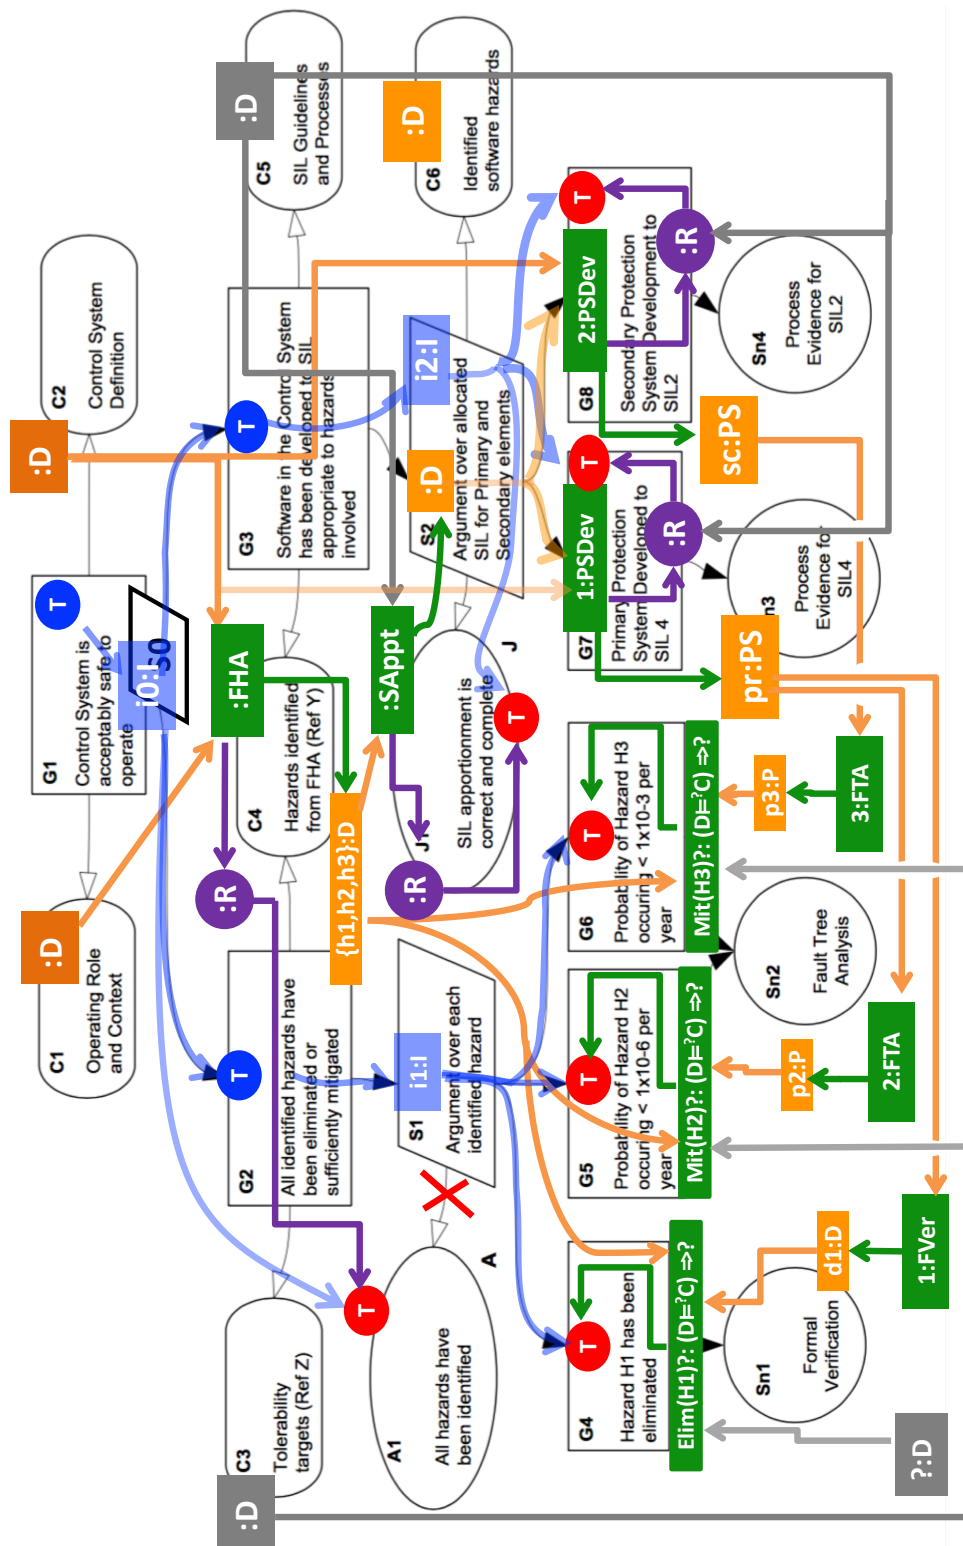 :D
C1
Operating Role
and Context
G1
Control System is
acceptably safe to
operate
T
i0:I
S0
:D
C2
Control System
Definition
:D
C3
Tolerability
targets (Ref Z)
G2
All identified hazards have
been eliminated or
sufficiently mitigated
T
:R
C4
Hazards identified
from FHA (Ref Y)
:FHA
G3
Software in the Control System
has been developed to SIL
appropriate to hazards
involved
T
:D
C5
SIL Guidelines
and Processes
A1
All hazards have
been identified
A
T
S1
Argument over each
identified hazard
i1:I
{h1,h2,h3}:D
:R
J1
SIL apportionment is
correct and complete
J
T
:SAppt
S2
Argument over allocated
SIL for Primary and
Secondary elements
:D
i2:I
:D
C6
Identified
software hazards
G4
Hazard H1 has been
eliminated
T
Elim(H1)?: (D⊨?C) =>?
G5
Probability of Hazard H2
occuring < 1x10-6 per
year
T
Mit(H2)?: (D⊨?C) =>?
G6
Probability of Hazard H3
occuring < 1x10-3 per
year
T
Mit(H3)?: (D⊨?C) =>?
G7
Primary Protection
System Developed to
SIL 4
1:PSDev
T
:R
G8
Secondary Protection
System Development to
SIL2
2:PSDev
T
:R
Sn1
Formal
Verification
d1:D
Sn2
Fault Tree
Analysis
p2:P
p3:P
n3
Process
Evidence for
SIL4
pr:PS
sc:PS
Sn4
Process
Evidence for
SIL2
?:D
1:FVer
2:FTA
3:FTA